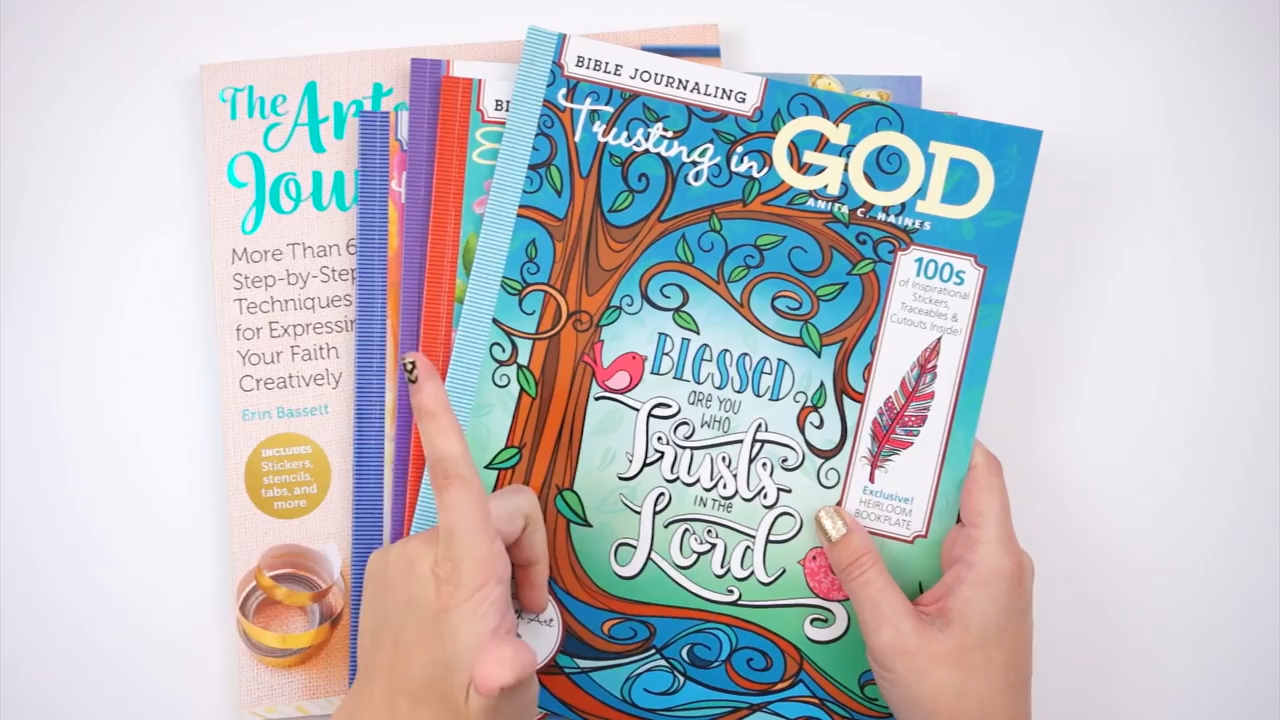 The Art
Jou
More Than 6
Step-by-Step
Techniques
for Expressin
Your Faith
Creatively
Erin Bassett
INCLUDES
Stickers,
stencils,
tabs, and
more
BIBLE JOURNALING
Trusting in GOD
ANITA C. HAINES
100s
of Inspirational
Stickers,
Traceables &
Cutouts Inside!
BLESSED
ARE YOU
WHO
Trusts
IN THE
Lord
Exclusive!
HEIRLOOM
BOOKPLATE